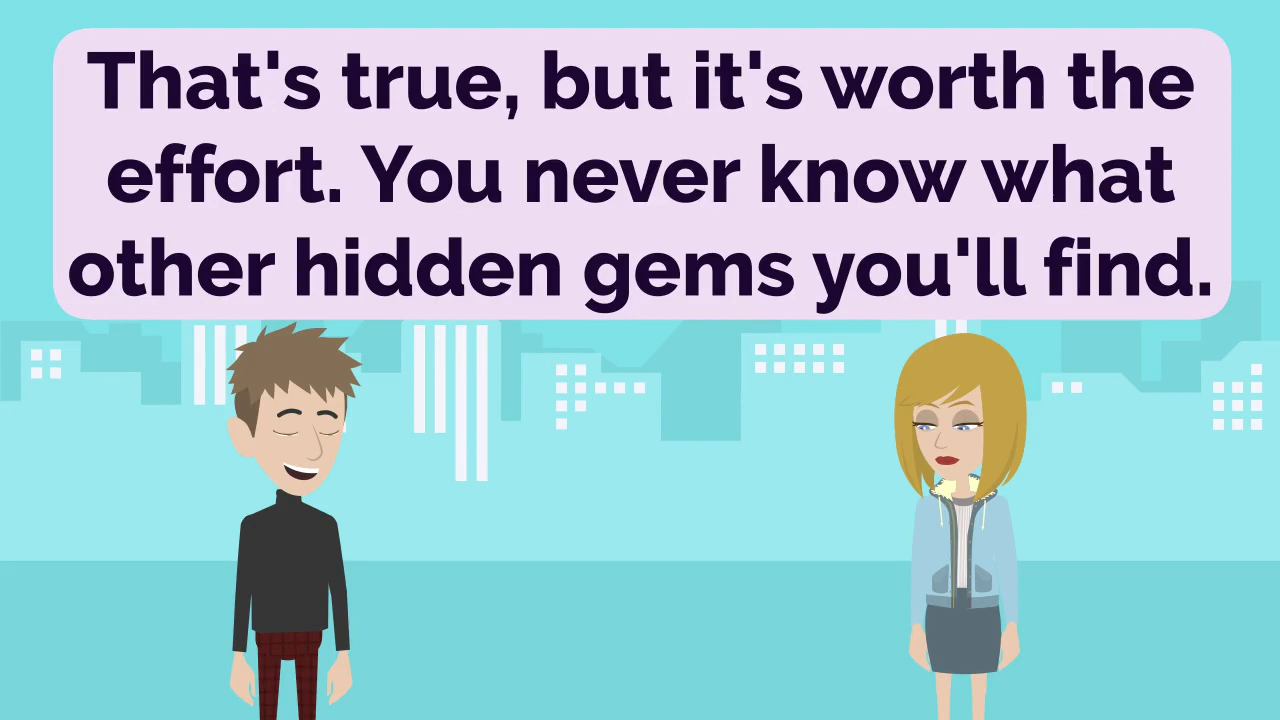 That's true, but it's worth the
effort. You never know what
other hidden gems you'll find.